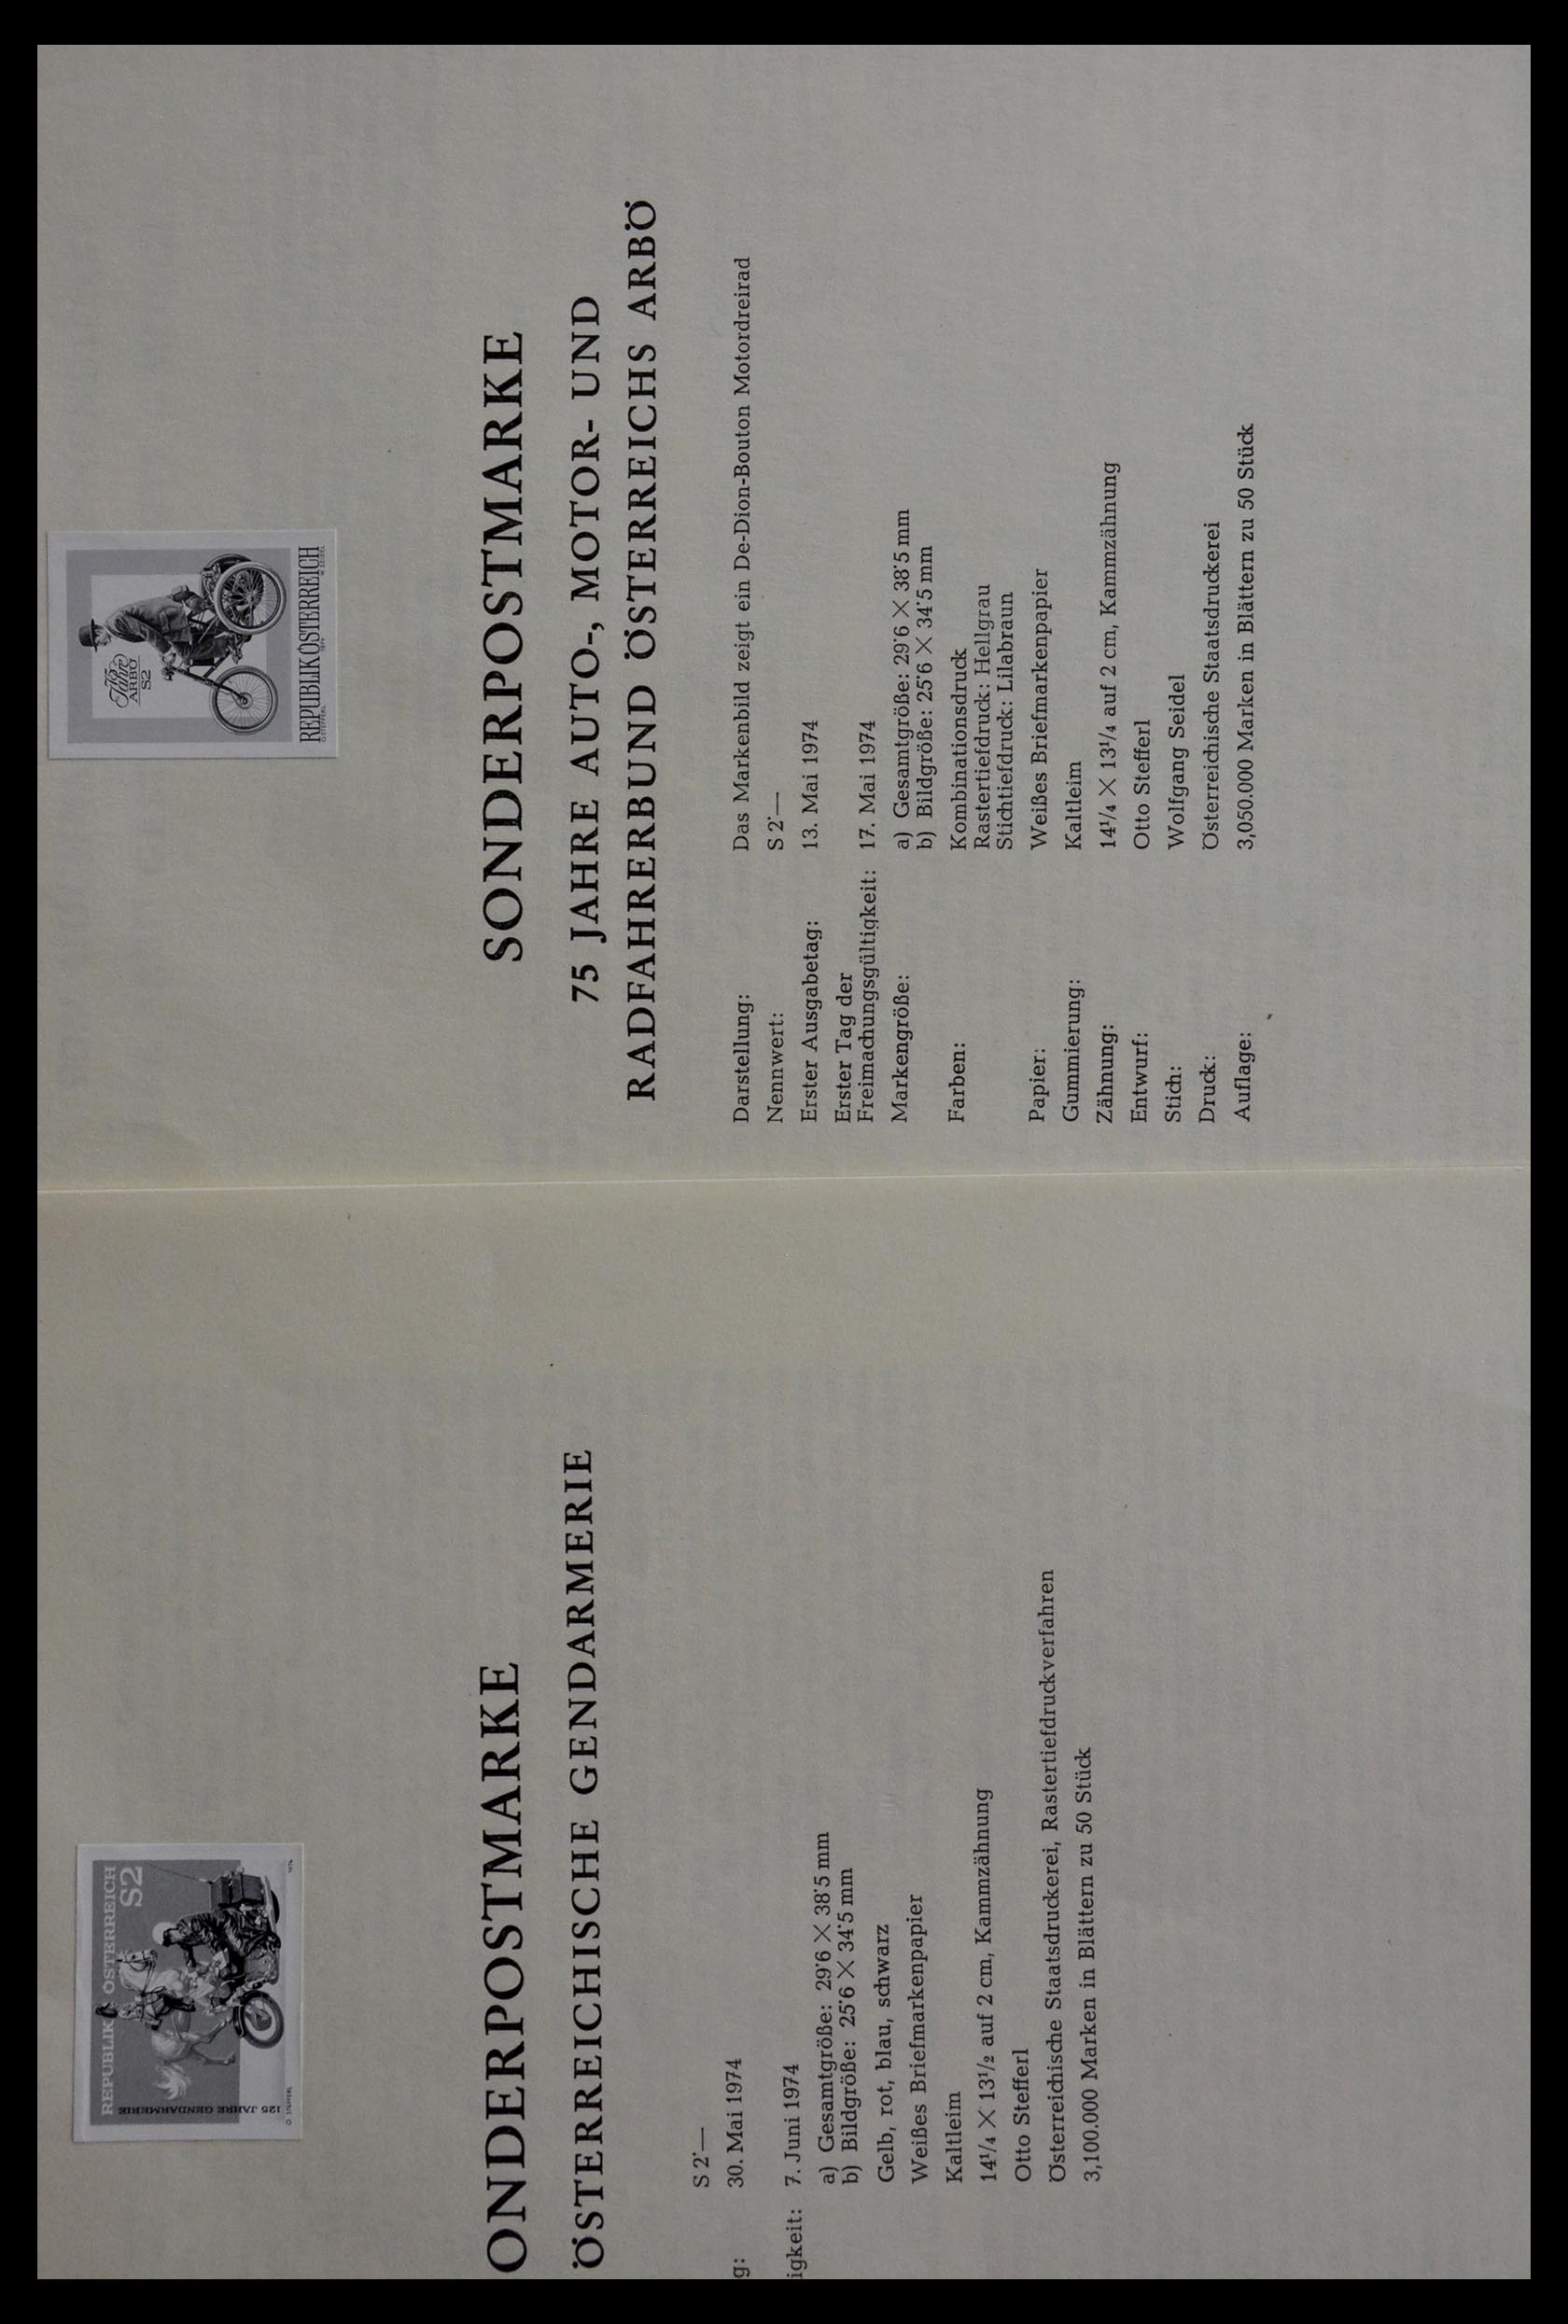 REPUBLIK ÖSTERREICH
S2
125 JAHRE GENDARMERIE
O. STEFFERL
1974
ONDERPOSTMARKE
ÖSTERREICHISCHE GENDARMERIE
S 2·—
g: 30. Mai 1974
igkeit: 7. Juni 1974
a) Gesamtgröße: 29·6 × 38·5 mm
b) Bildgröße: 25·6 × 34·5 mm
Gelb, rot, blau, schwarz
Weißes Briefmarkenpapier
Kaltleim
14¹/₄ × 13¹/₂ auf 2 cm, Kammzähnung
Otto Stefferl
Österreichische Staatsdruckerei, Rastertiefdruckverfahren
3,100.000 Marken in Blättern zu 50 Stück
75
Jahre
ARBÖ
S2
REPUBLIK ÖSTERREICH
O. STEFFERL 1974 W. SEIDEL
SONDERPOSTMARKE
75 JAHRE AUTO-, MOTOR- UND
RADFAHRERBUND ÖSTERREICHS ARBÖ
Darstellung: Das Markenbild zeigt ein De-Dion-Bouton Motordreirad
Nennwert: S 2·—
Erster Ausgabetag: 13. Mai 1974
Erster Tag der
Freimachungsgültigkeit: 17. Mai 1974
Markengröße: a) Gesamtgröße: 29·6 × 38·5 mm
b) Bildgröße: 25·6 × 34·5 mm
Farben: Kombinationsdruck
Rastertiefdruck: Hellgrau
Stichtiefdruck: Lilabraun
Papier: Weißes Briefmarkenpapier
Gummierung: Kaltleim
Zähnung: 14¹/₄ × 13¹/₄ auf 2 cm, Kammzähnung
Entwurf: Otto Stefferl
Stich: Wolfgang Seidel
Druck: Österreichische Staatsdruckerei
Auflage: 3,050.000 Marken in Blättern zu 50 Stück